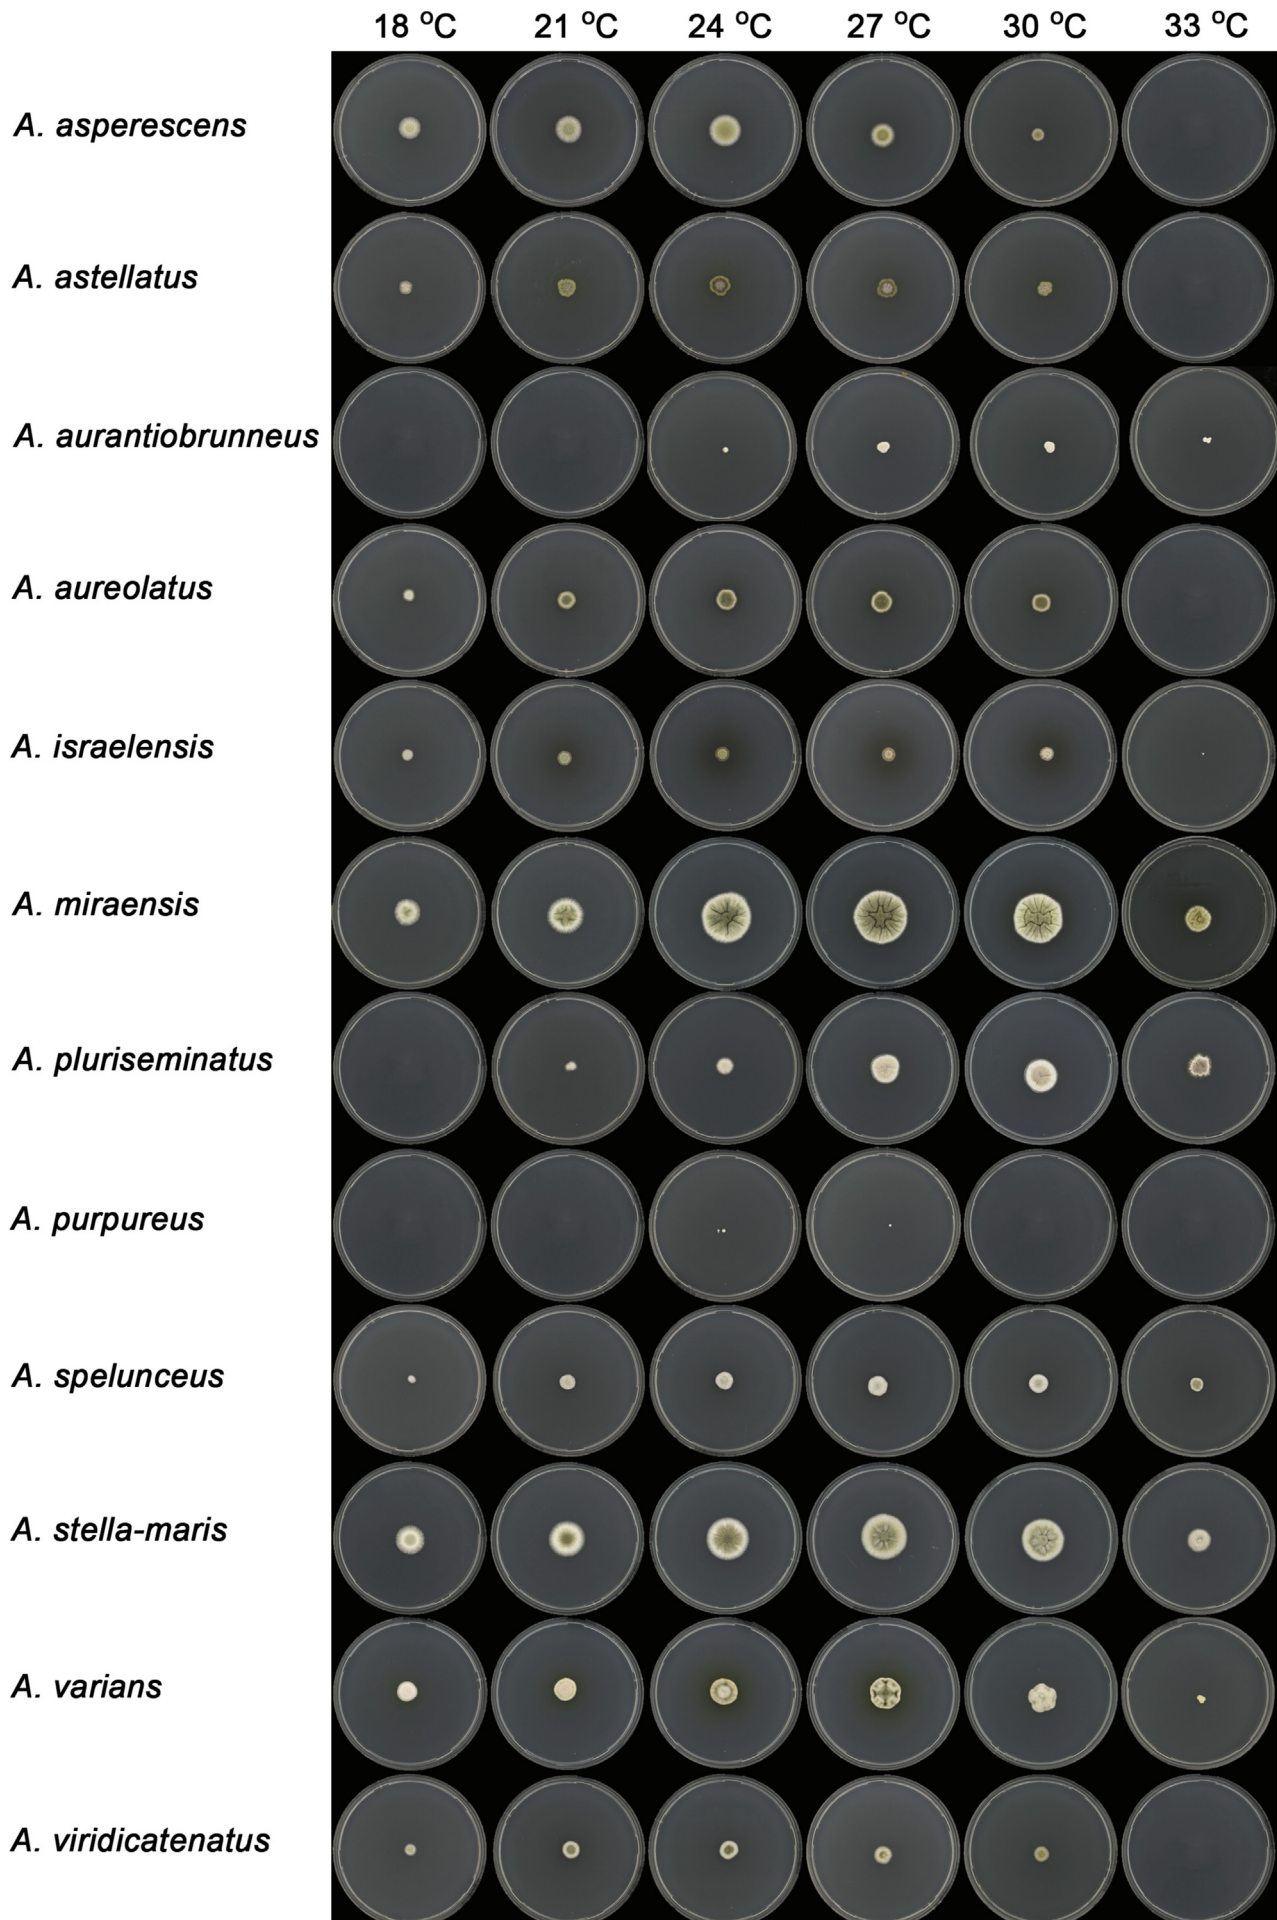 18 °C 21 °C 24 °C 27 °C 30 °C 33 °C
A. asperescens
A. astellatus
A. aurantiobrunneus
A. aureolatus
A. israelensis
A. miraensis
A. pluriseminatus
A. purpureus
A. spelunceus
A. stella-maris
A. varians
A. viridicatenatus